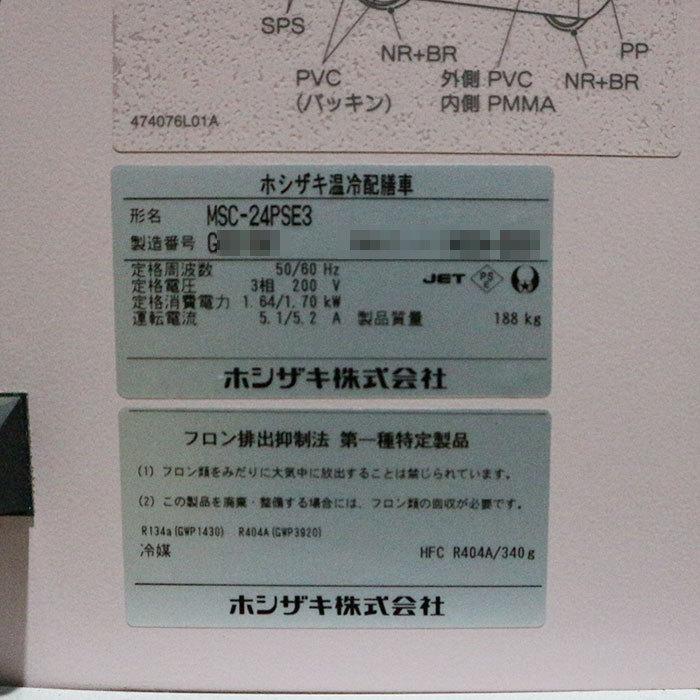 SPS
NR+BR
PP
PVC
外側 PVC
NR+BR
(パッキン)
内側 PMMA
474076L01A
ホシザキ温冷配膳車
形名 MSC-24PSE3
製造番号 G
定格周波数 50/60 Hz
定格電圧 3相 200 V
定格消費電力 1.64/1.70 kW
運転電流 5.1/5.2 A 製品質量 188 kg
JET PS E
ホシザキ株式会社
フロン排出抑制法 第一種特定製品
(1) フロン類をみだりに大気中に放出することは禁じられています。
(2) この製品を廃棄・整備する場合には、フロン類の回収が必要です。
R134a(GWP1430) R404A(GWP3920)
冷媒 HFC R404A/340g
ホシザキ株式会社